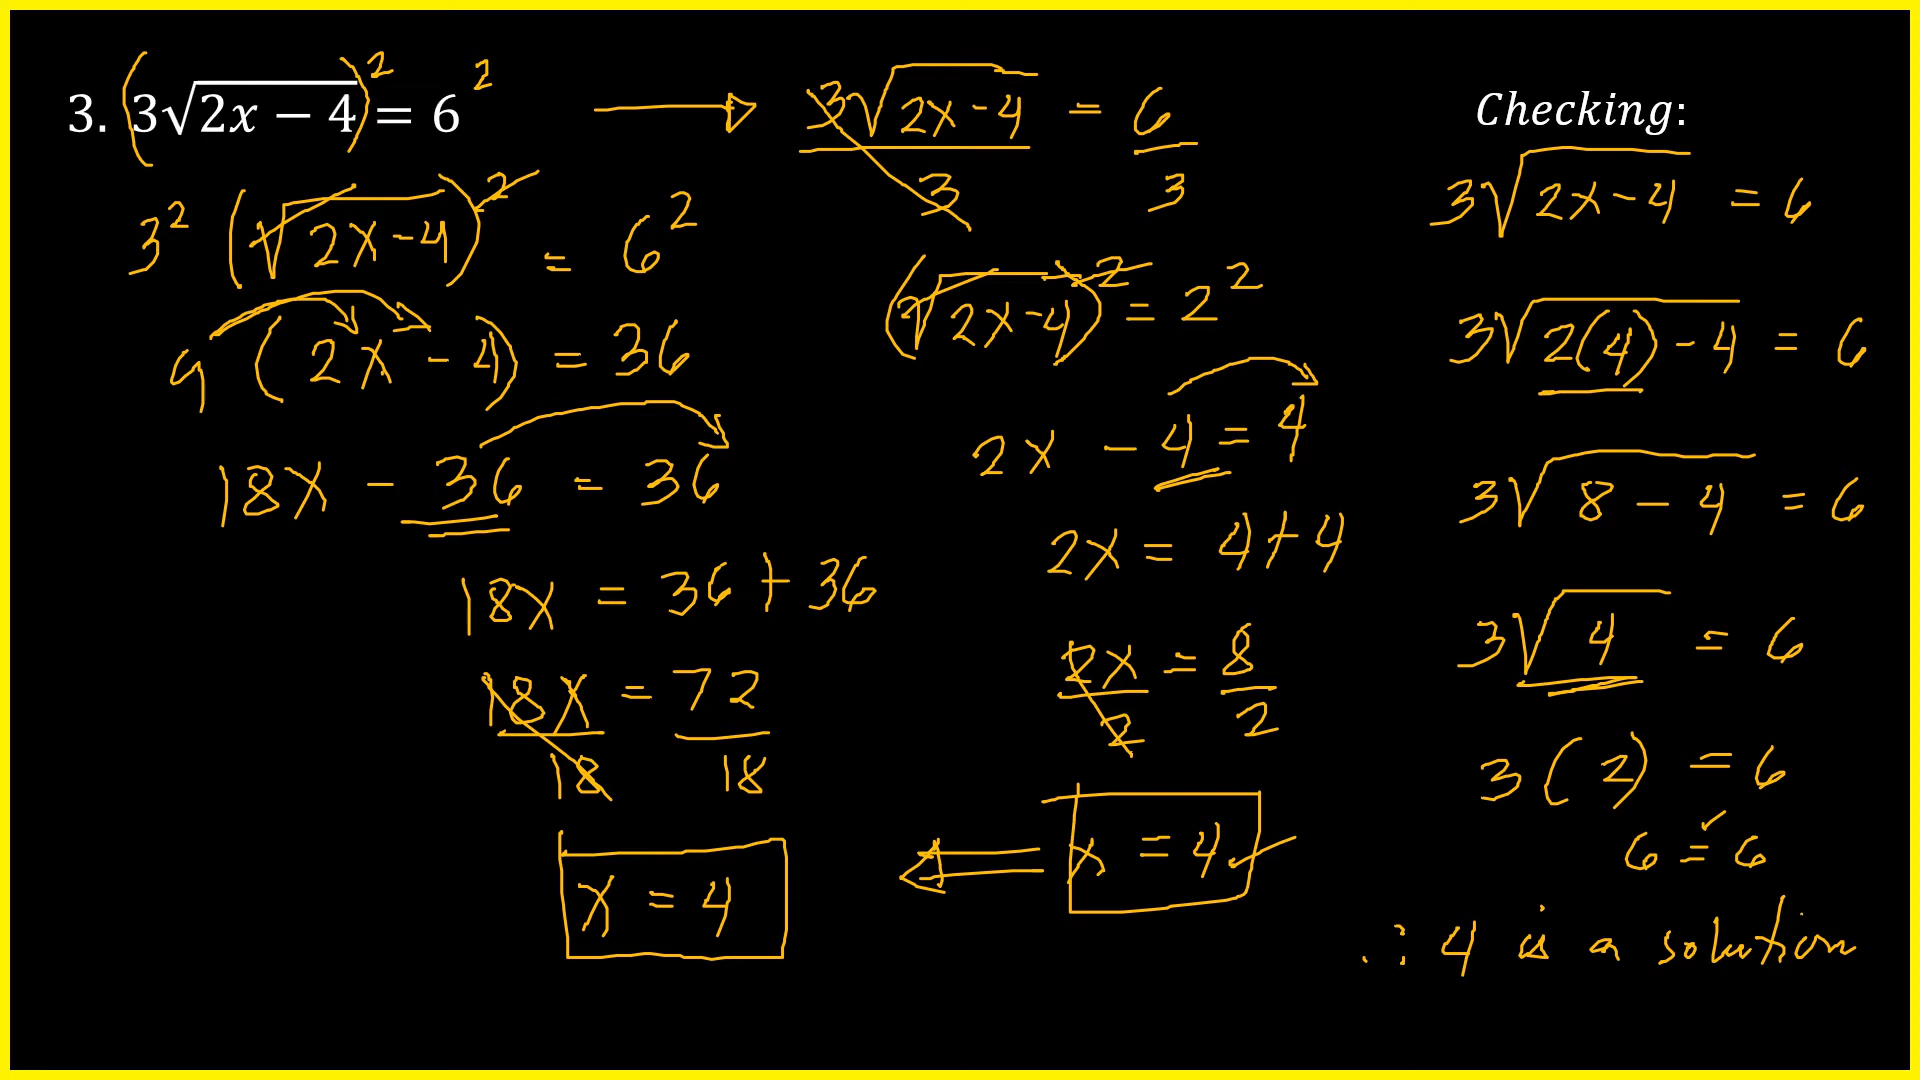 3. (3√(2x − 4))² = 6²
3² (√(2x − 4))² = 6²
9 (2x − 4) = 36
18x − 36 = 36
18x = 36 + 36
18x/18 = 72/18
x = 4
3√(2x − 4)/3 = 6/3
(√(2x − 4))² = 2²
2x − 4 = 4
2x = 4 + 4
2x/2 = 8/2
x = 4 ✓
Checking:
3√(2x − 4) = 6
3√(2(4) − 4) = 6
3√(8 − 4) = 6
3√4 = 6
3(2) = 6
6 = 6 ✓
∴ 4 is a solution